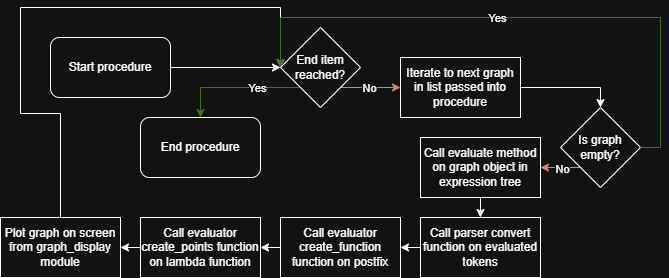 Yes
Start procedure
End item
reached?
Yes
No
Iterate to next graph
in list passed into
procedure
End procedure
Is graph
empty?
Call evaluate method
on graph object in
expression tree
No
Plot graph on screen
from graph_display
module
Call evaluator
create_points function
on lambda function
Call evaluator
create_function
function on postfix
Call parser convert
function on evaluated
tokens